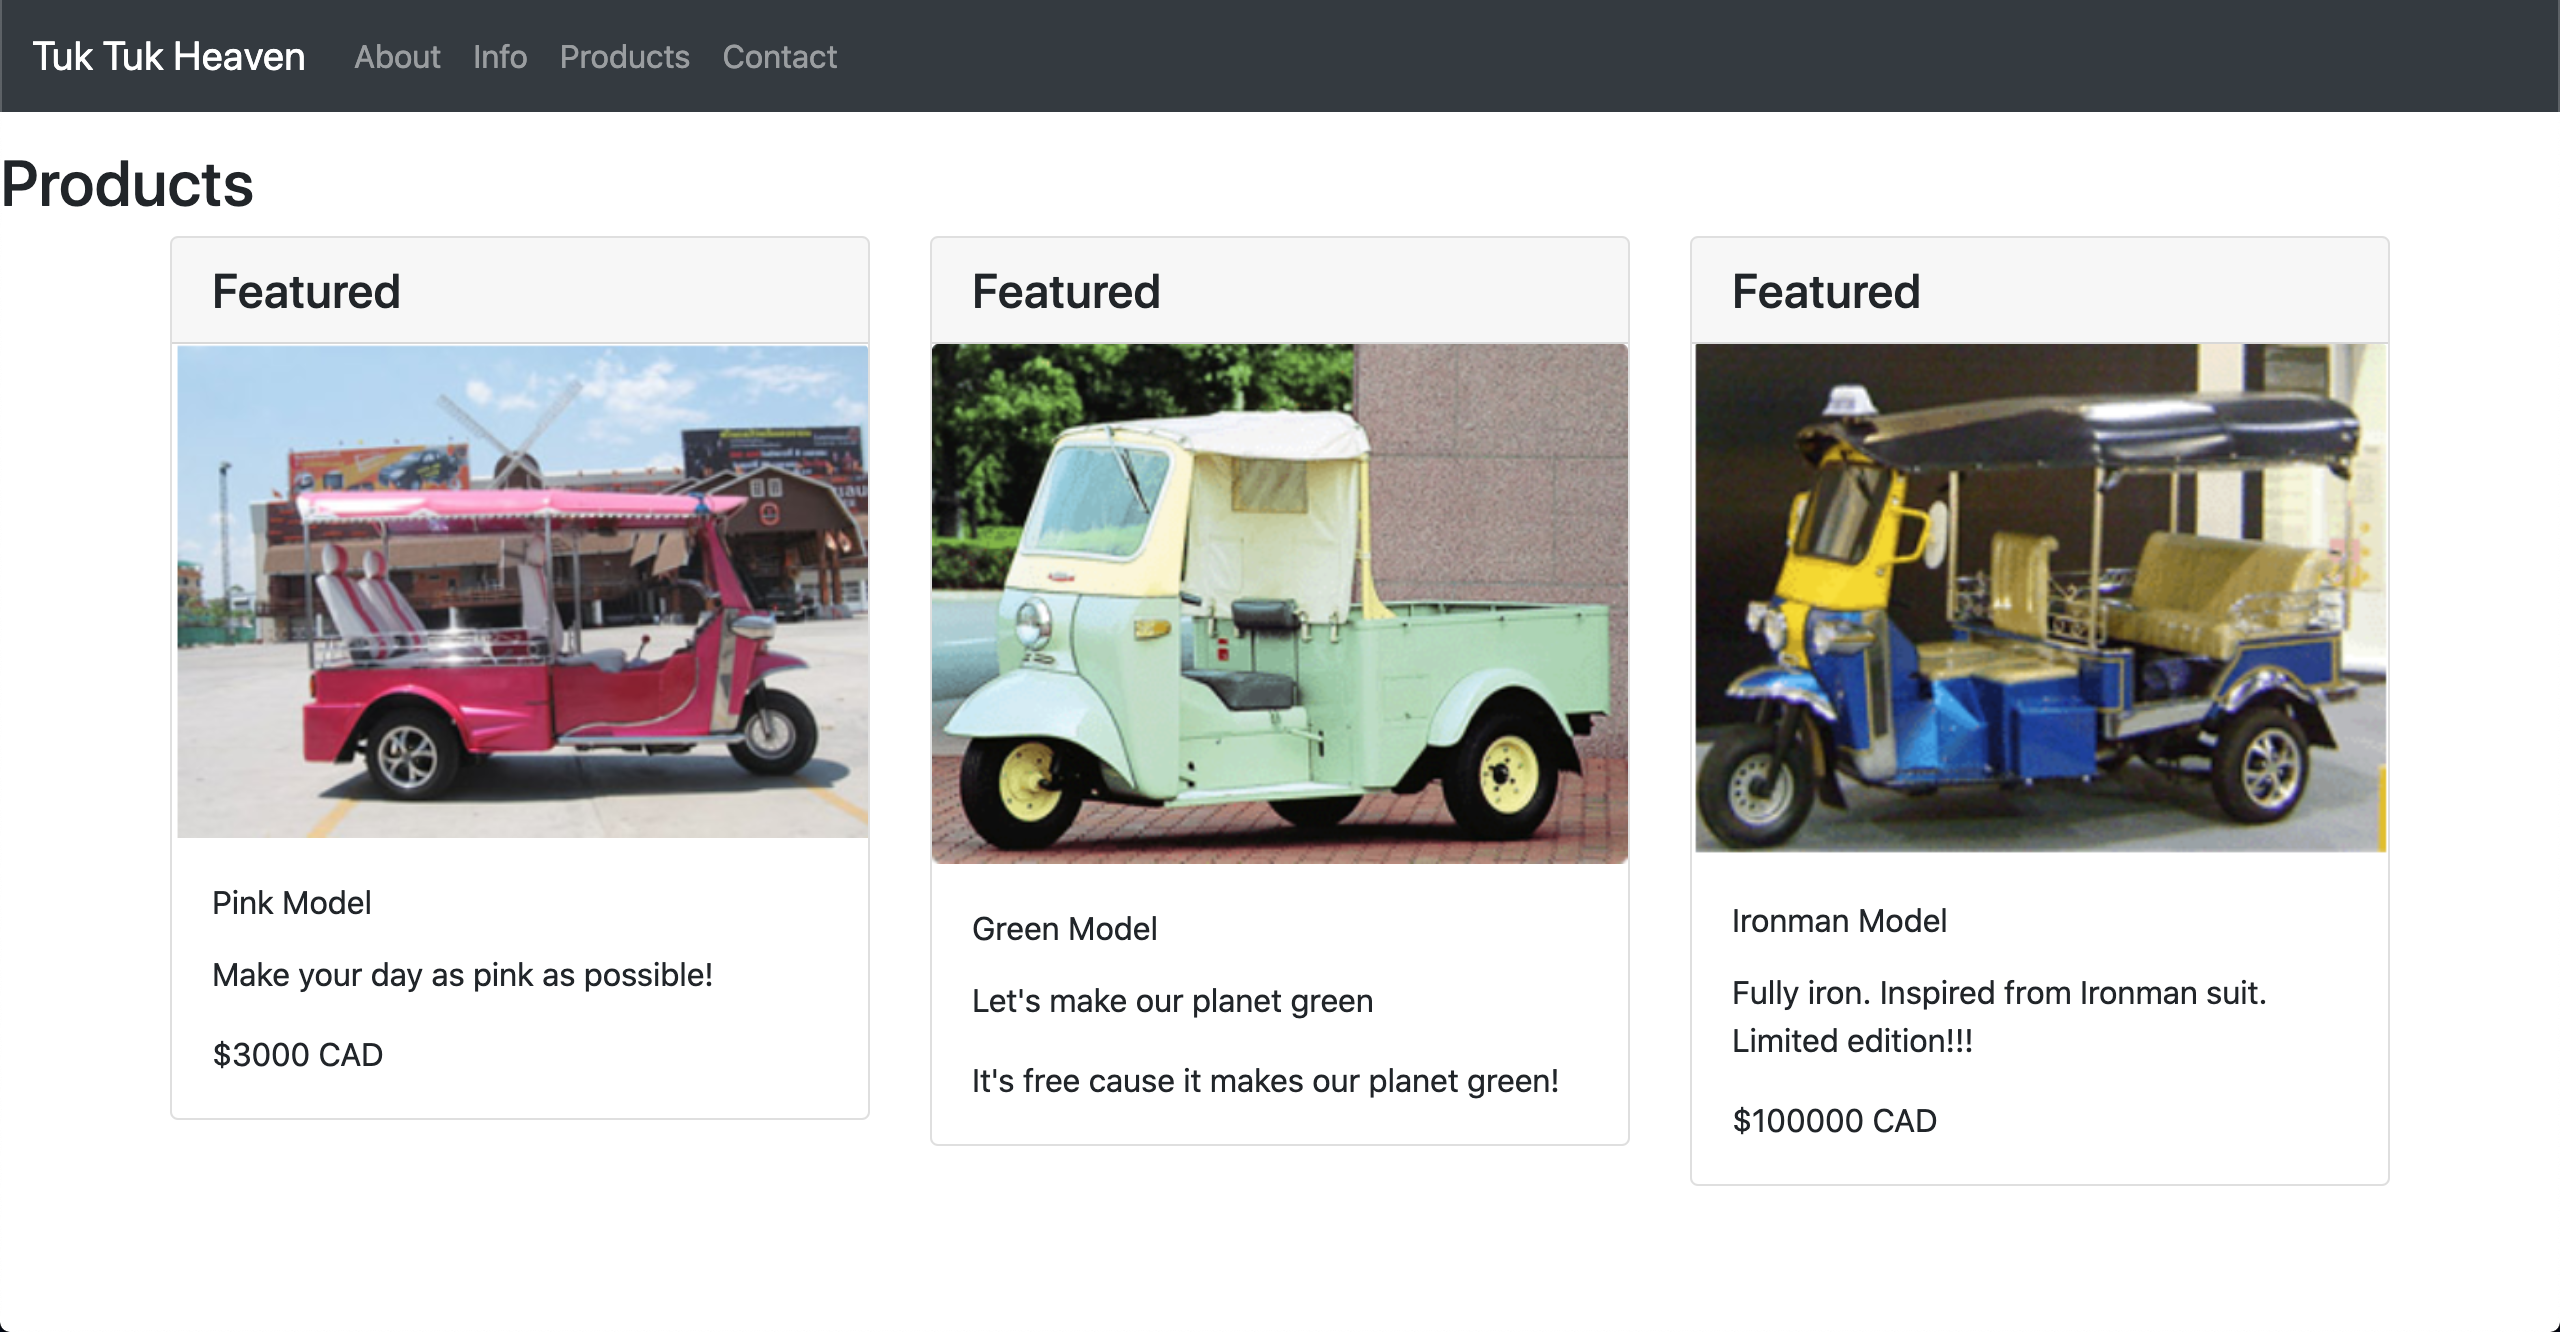 Tuk Tuk Heaven About Info Products Contact
Products
Featured
Pink Model
Make your day as pink as possible!
$3000 CAD
Featured
Green Model
Let's make our planet green
It's free cause it makes our planet green!
Featured
Ironman Model
Fully iron. Inspired from Ironman suit.
Limited edition!!!
$100000 CAD